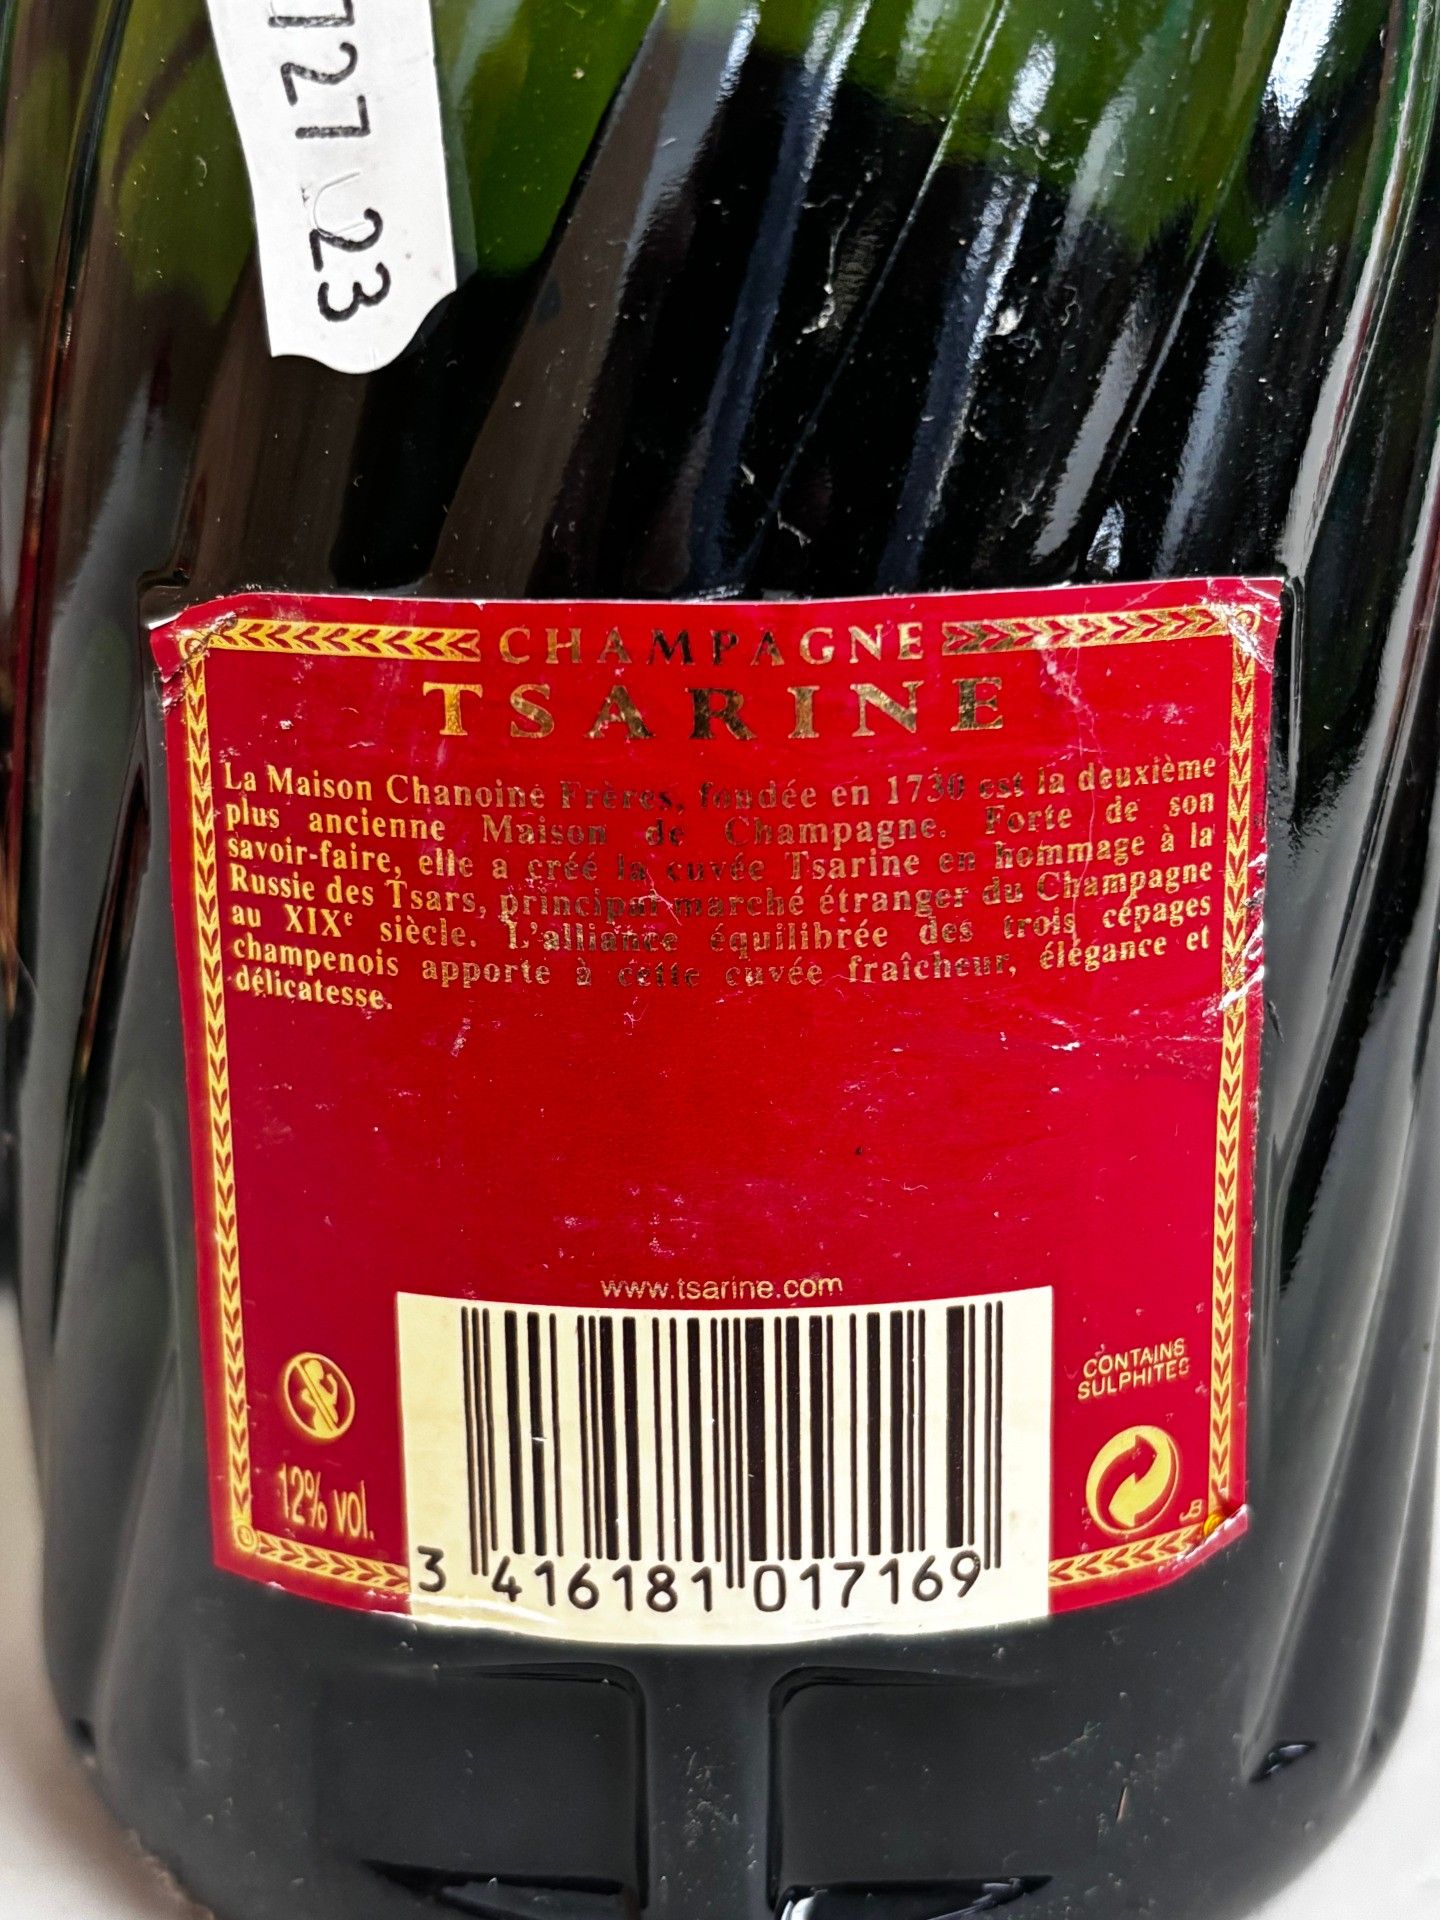 727 23
CHAMPAGNE
TSARINE
La Maison Chanoine Frères, fondée en 1730 est la deuxième
plus ancienne Maison de Champagne. Forte de son
savoir-faire, elle a créé la cuvée Tsarine en hommage à la
Russie des Tsars, principal marché étranger du Champagne
au XIXe siècle. L'alliance équilibrée des trois cépages
champenois apporte à cette cuvée fraîcheur, élégance et
délicatesse.
www.tsarine.com
CONTAINS
SULPHITES
12% vol.
JB
3 416181 017169